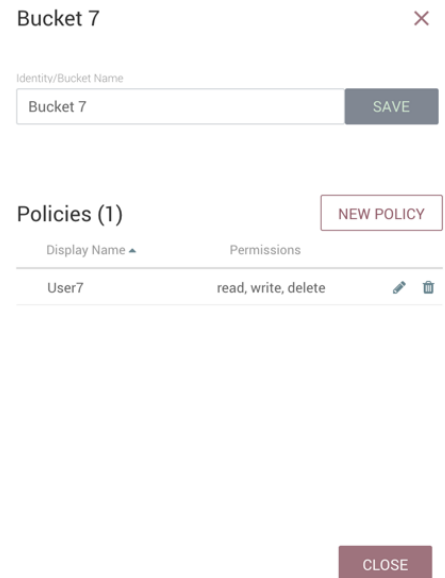 Bucket 7
Identity/Bucket Name
Bucket 7 SAVE
Policies (1) NEW POLICY
Display Name Permissions
User7 read, write, delete
CLOSE